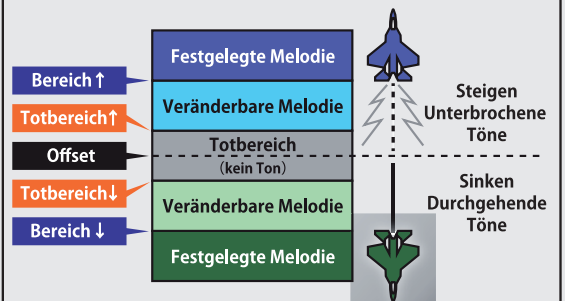 Bereich↑
Totbereich↑
Offset
Totbereich↓
Bereich↓
Festgelegte Melodie
Veränderbare Melodie
Totbereich
(kein Ton)
Veränderbare Melodie
Festgelegte Melodie
Steigen
Unterbrochene
Töne
Sinken
Durchgehende
Töne